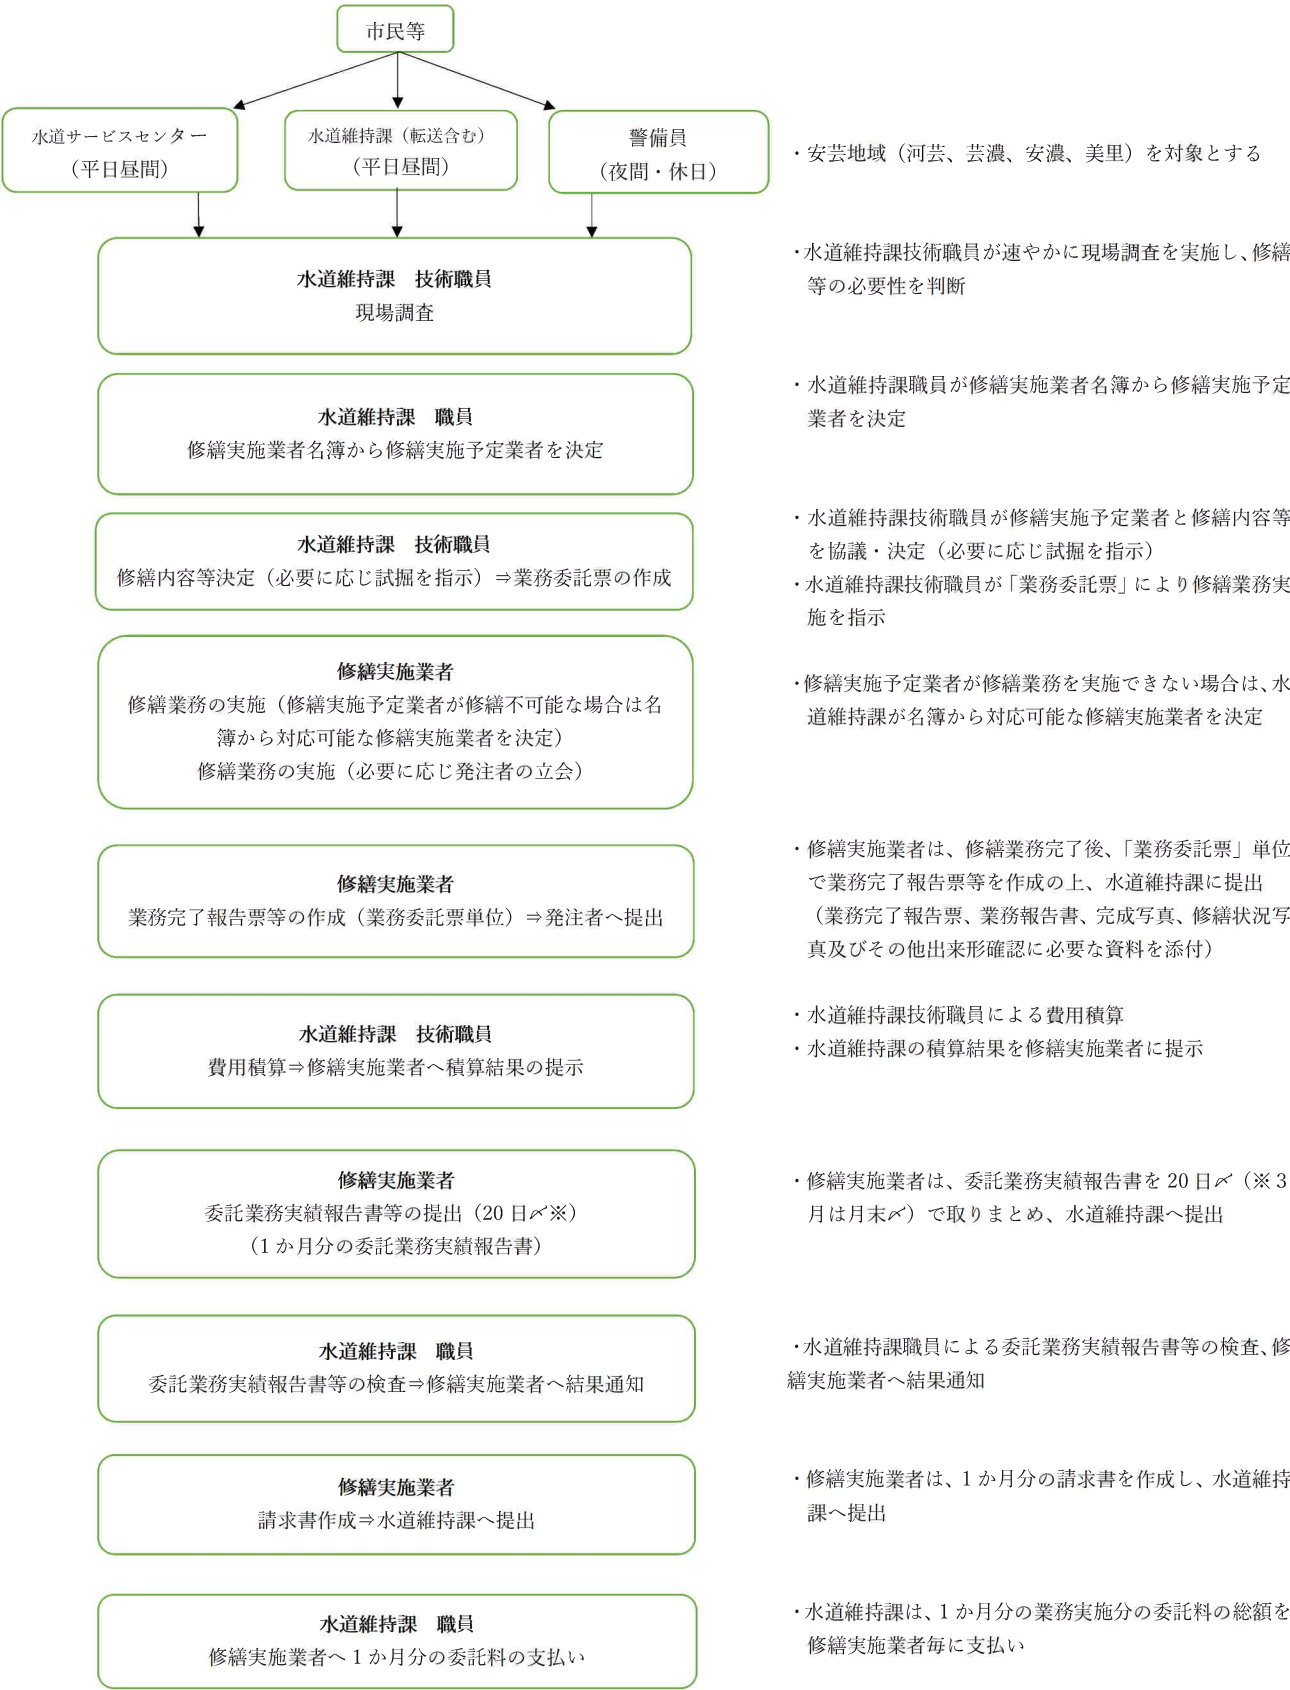 市民等
水道サービスセンター
（平日昼間）
水道維持課（転送含む）
（平日昼間）
警備員
（夜間・休日）
・安芸地域（河芸、芸濃、安濃、美里）を対象とする
水道維持課　技術職員
現場調査
・水道維持課技術職員が速やかに現場調査を実施し、修繕
等の必要性を判断
水道維持課　職員
修繕実施業者名簿から修繕実施予定業者を決定
・水道維持課職員が修繕実施業者名簿から修繕実施予定
業者を決定
水道維持課　技術職員
修繕内容等決定（必要に応じ試掘を指示）⇒業務委託票の作成
・水道維持課技術職員が修繕実施予定業者と修繕内容等
を協議・決定（必要に応じ試掘を指示）
・水道維持課技術職員が「業務委託票」により修繕業務実
施を指示
修繕実施業者
修繕業務の実施（修繕実施予定業者が修繕不可能な場合は名
簿から対応可能な修繕実施業者を決定）
修繕業務の実施（必要に応じ発注者の立会）
・修繕実施予定業者が修繕業務を実施できない場合は、水
道維持課が名簿から対応可能な修繕実施業者を決定
修繕実施業者
業務完了報告票等の作成（業務委託票単位）⇒発注者へ提出
・修繕実施業者は、修繕業務完了後、「業務委託票」単位
で業務完了報告票等を作成の上、水道維持課に提出
（業務完了報告票、業務報告書、完成写真、修繕状況写
真及びその他出来形確認に必要な資料を添付）
水道維持課　技術職員
費用積算⇒修繕実施業者へ積算結果の提示
・水道維持課技術職員による費用積算
・水道維持課の積算結果を修繕実施業者に提示
修繕実施業者
委託業務実績報告書等の提出（20 日〆※）
（1 か月分の委託業務実績報告書）
・修繕実施業者は、委託業務実績報告書を 20 日〆（※３
月は月末〆）で取りまとめ、水道維持課へ提出
水道維持課　職員
委託業務実績報告書等の検査⇒修繕実施業者へ結果通知
・水道維持課職員による委託業務実績報告書等の検査、修
繕実施業者へ結果通知
修繕実施業者
請求書作成⇒水道維持課へ提出
・修繕実施業者は、1 か月分の請求書を作成し、水道維持
課へ提出
水道維持課　職員
修繕実施業者へ 1 か月分の委託料の支払い
・水道維持課は、1 か月分の業務実施分の委託料の総額を
修繕実施業者毎に支払い